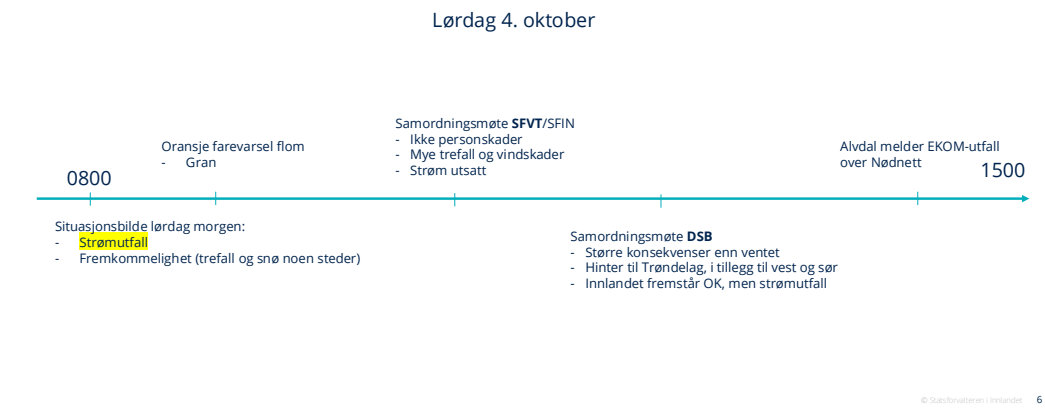 Lørdag 4. oktober
Samordningsmøte SFVT/SFIN
- Ikke personskader
- Mye trefall og vindskader
- Strøm utsatt
Oransje farevarsel flom
- Gran
Alvdal melder EKOM-utfall
over Nødnett
0800
1500
Situasjonsbilde lørdag morgen:
- Strømutfall
- Fremkommelighet (trefall og snø noen steder)
Samordningsmøte DSB
- Større konsekvenser enn ventet
- Hinter til Trøndelag, i tillegg til vest og sør
- Innlandet fremstår OK, men strømutfall
© Statsforvalteren i Innlandet
6